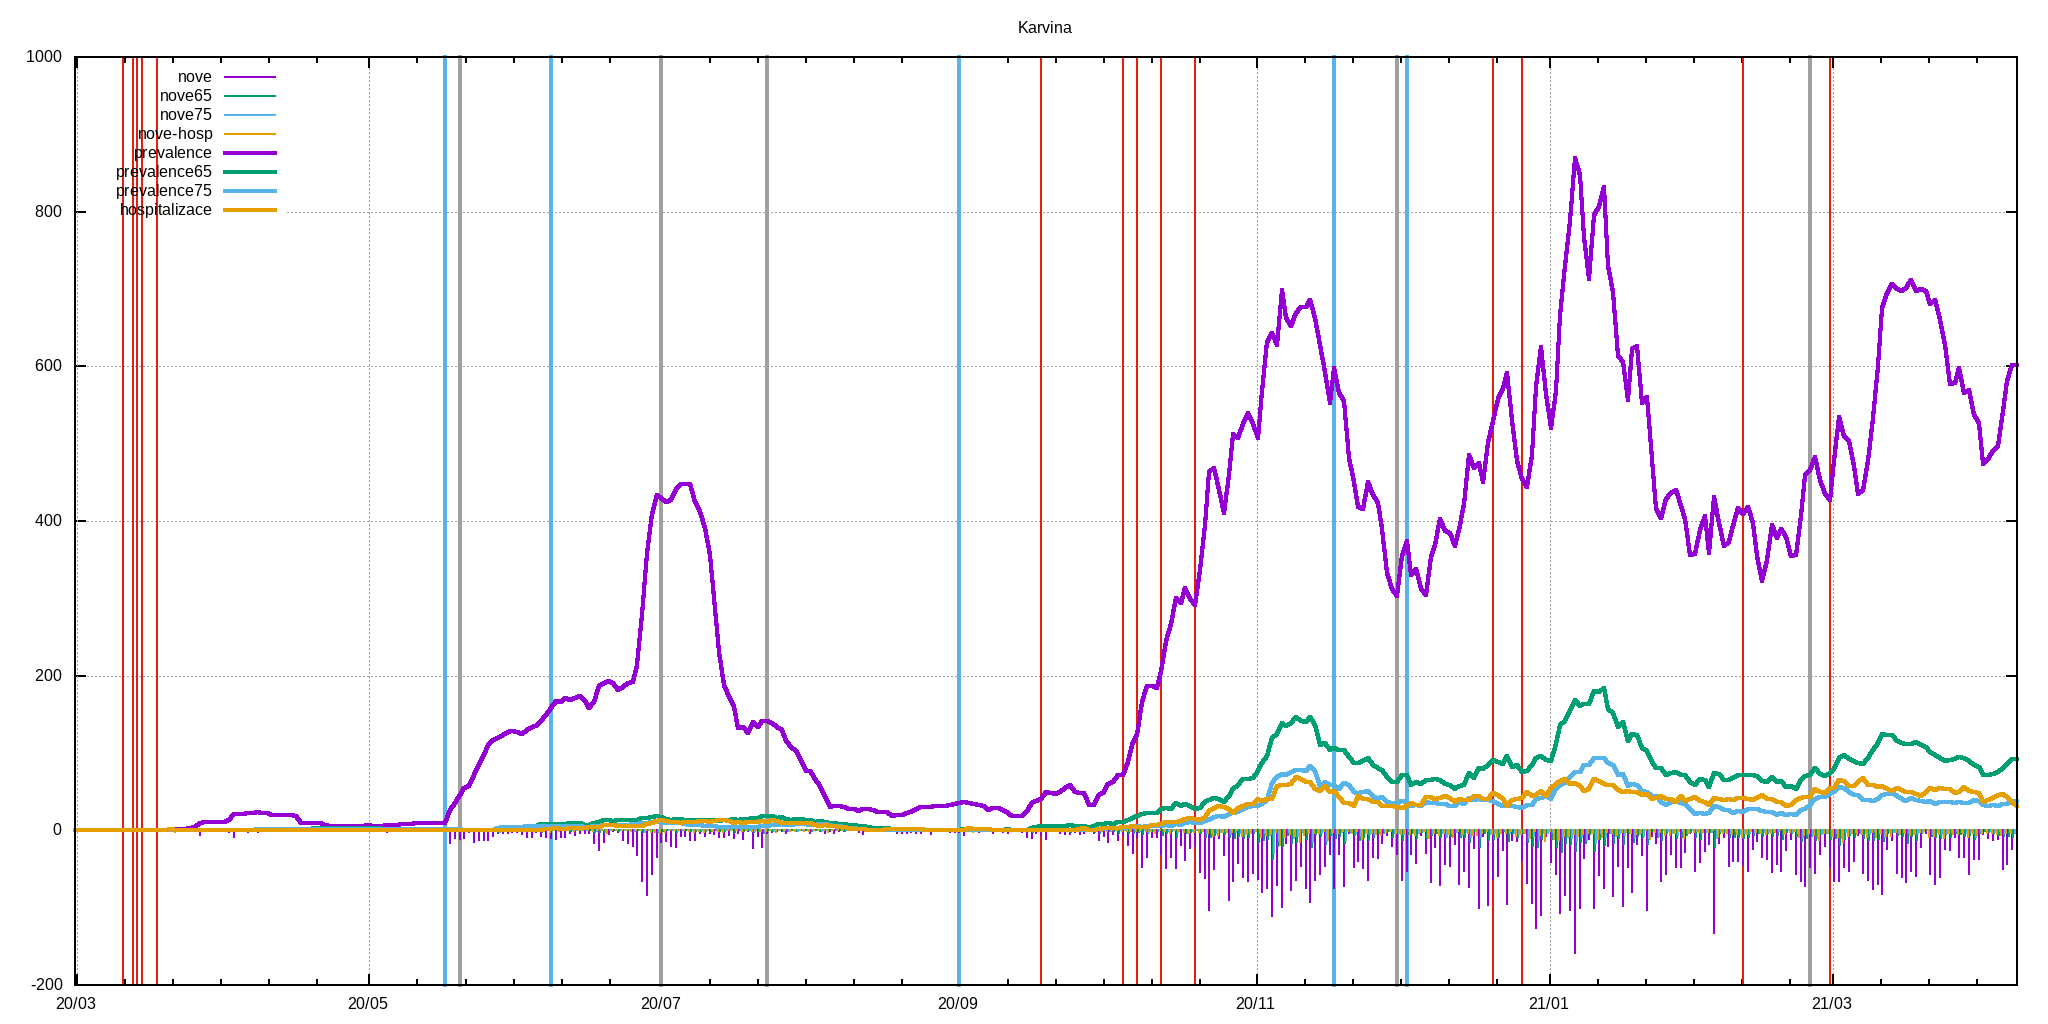 Karvina
1000
nove
nove65
nove75
nove-hosp
prevalence
prevalence65
prevalence75
hospitalizace
800
600
400
200
0
-200
20/03 20/05 20/07 20/09 20/11 21/01 21/03